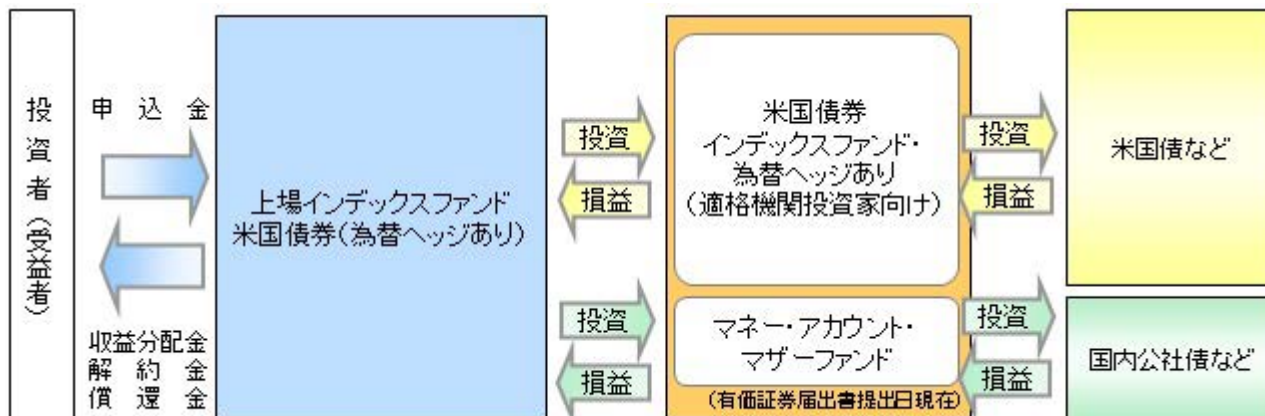 投資者（受益者）
申込金
収益分配金
解約金
償還金
上場インデックスファンド
米国債券（為替ヘッジあり）
投資
損益
投資
損益
米国債券
インデックスファンド・
為替ヘッジあり
（適格機関投資家向け）
マネー・アカウント・
マザーファンド
（有価証券届出書提出日現在）
投資
損益
投資
損益
米国債など
国内公社債など